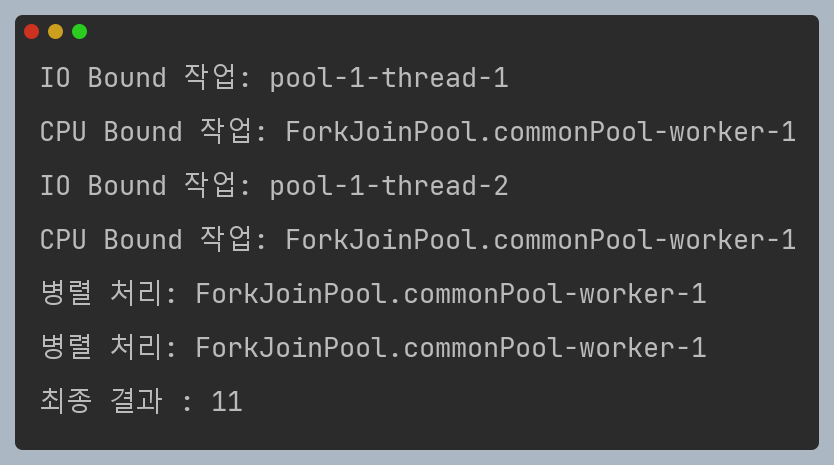 IO Bound 작업: pool-1-thread-1
CPU Bound 작업: ForkJoinPool.commonPool-worker-1
IO Bound 작업: pool-1-thread-2
CPU Bound 작업: ForkJoinPool.commonPool-worker-1
병렬 처리: ForkJoinPool.commonPool-worker-1
병렬 처리: ForkJoinPool.commonPool-worker-1
최종 결과 : 11